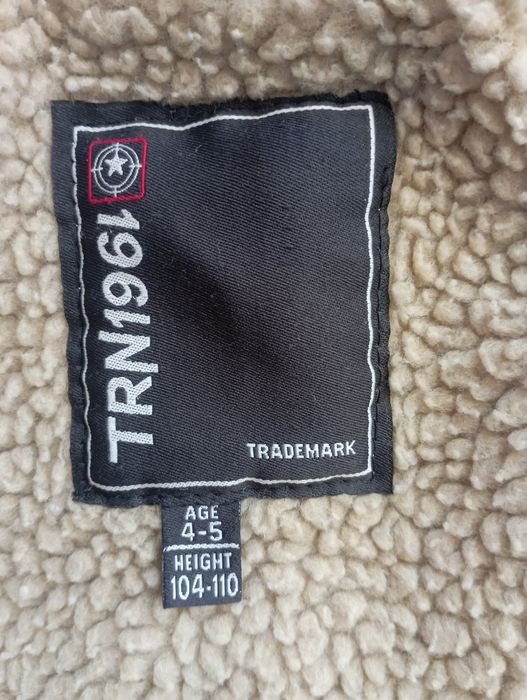 TRN1961
TRADEMARK
AGE
4-5
HEIGHT
104-110